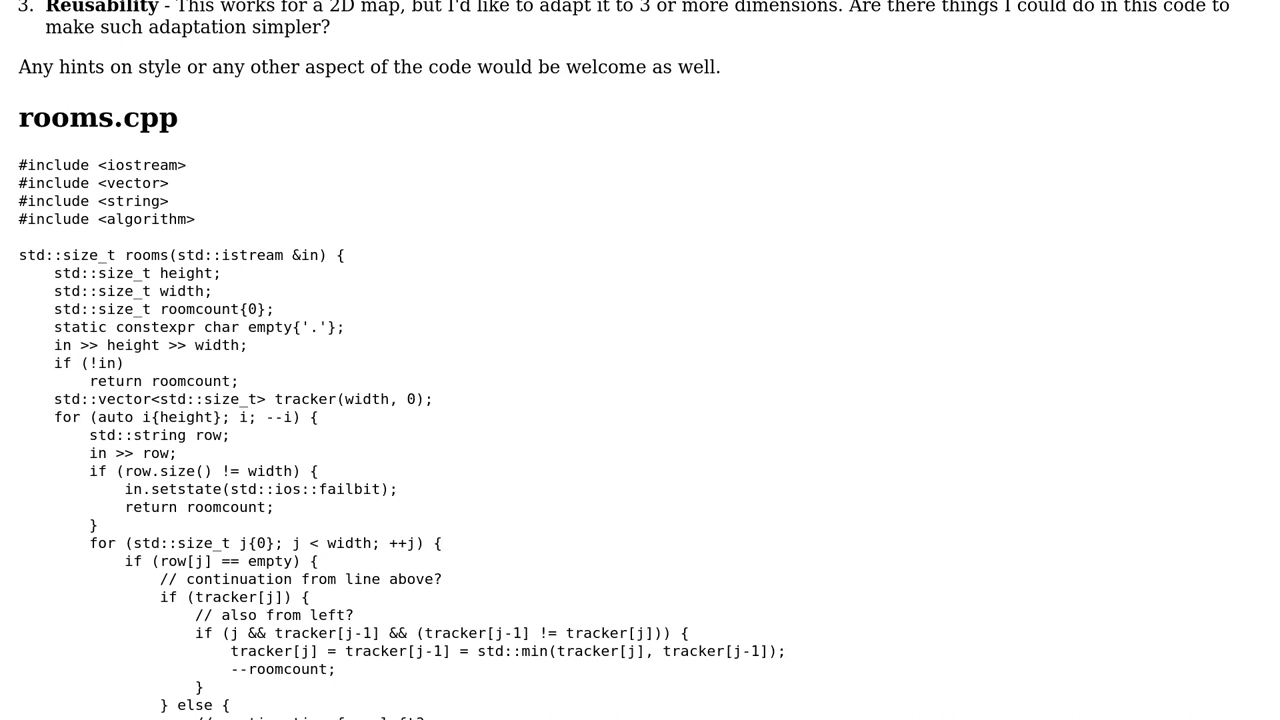 3. Reusability - This works for a 2D map, but I'd like to adapt it to 3 or more dimensions. Are there things I could do in this code to
make such adaptation simpler?
Any hints on style or any other aspect of the code would be welcome as well.
rooms.cpp
#include <iostream>
#include <vector>
#include <string>
#include <algorithm>
std::size_t rooms(std::istream &in) {
    std::size_t height;
    std::size_t width;
    std::size_t roomcount{0};
    static constexpr char empty{'.'};
    in >> height >> width;
    if (!in)
        return roomcount;
    std::vector<std::size_t> tracker(width, 0);
    for (auto i{height}; i; --i) {
        std::string row;
        in >> row;
        if (row.size() != width) {
            in.setstate(std::ios::failbit);
            return roomcount;
        }
        for (std::size_t j{0}; j < width; ++j) {
            if (row[j] == empty) {
                // continuation from line above?
                if (tracker[j]) {
                    // also from left?
                    if (j && tracker[j-1] && (tracker[j-1] != tracker[j])) {
                        tracker[j] = tracker[j-1] = std::min(tracker[j], tracker[j-1]);
                        --roomcount;
                    }
                } else {